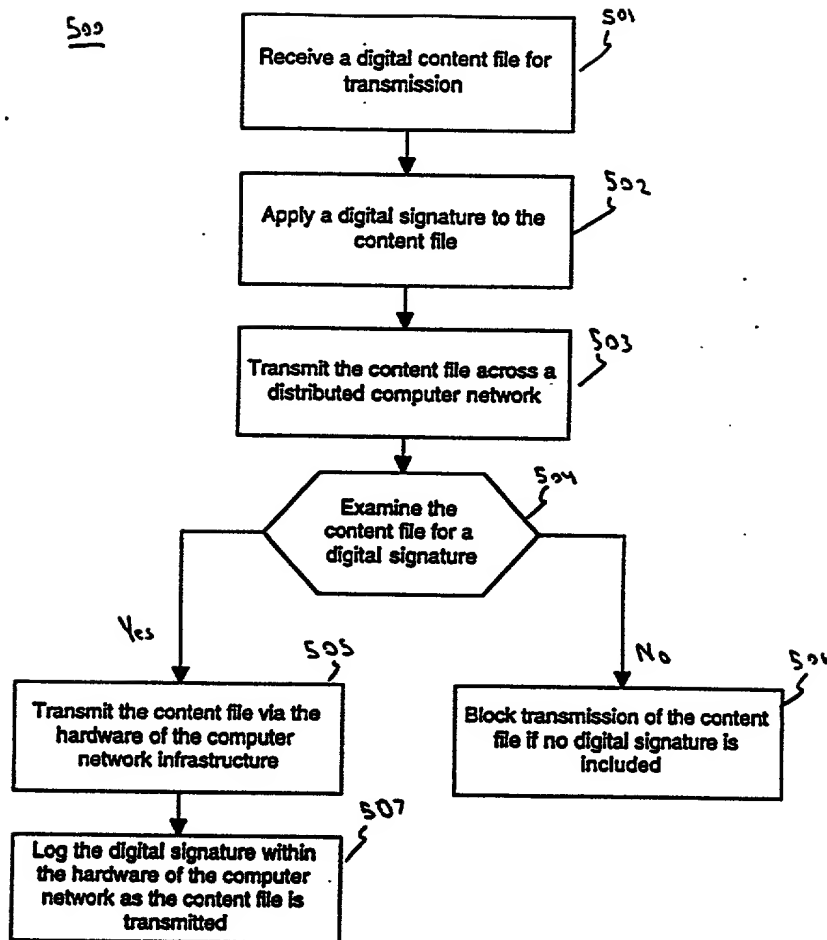 500
501
Receive a digital content file for
transmission
502
Apply a digital signature to the
content file
503
Transmit the content file across a
distributed computer network
504
Examine the
content file for a
digital signature
Yes
No
505
Transmit the content file via the
hardware of the computer
network infrastructure
506
Block transmission of the content
file if no digital signature is
included
507
Log the digital signature within
the hardware of the computer
network as the content file is
transmitted